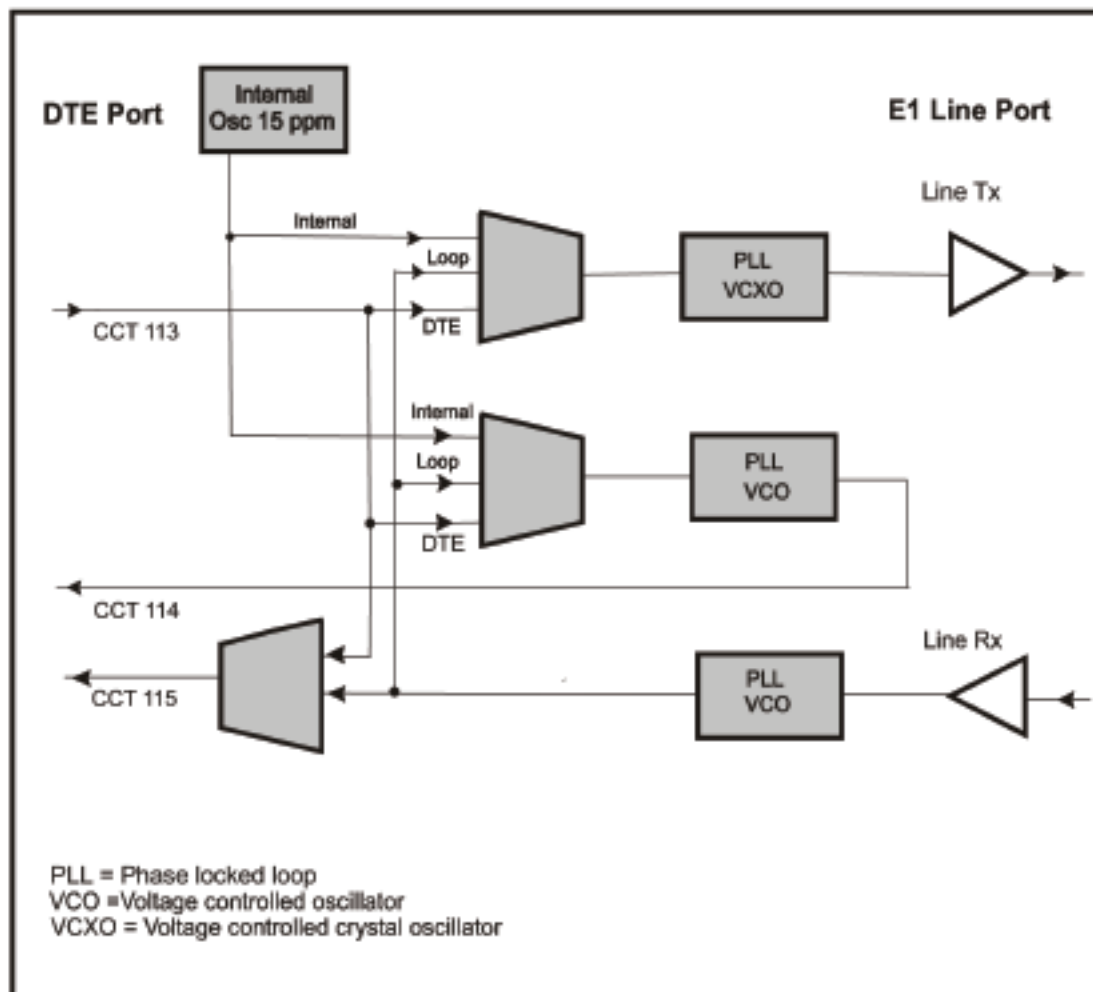 Internal
Osc 15 ppm
DTE Port
E1 Line Port
Line Tx
Internal
Loop
DTE
PLL
VCXO
CCT 113
Internal
Loop
DTE
PLL
VCO
CCT 114
Line Rx
CCT 115
PLL
VCO
PLL = Phase locked loop
VCO =Voltage controlled oscillator
VCXO = Voltage controlled crystal oscillator